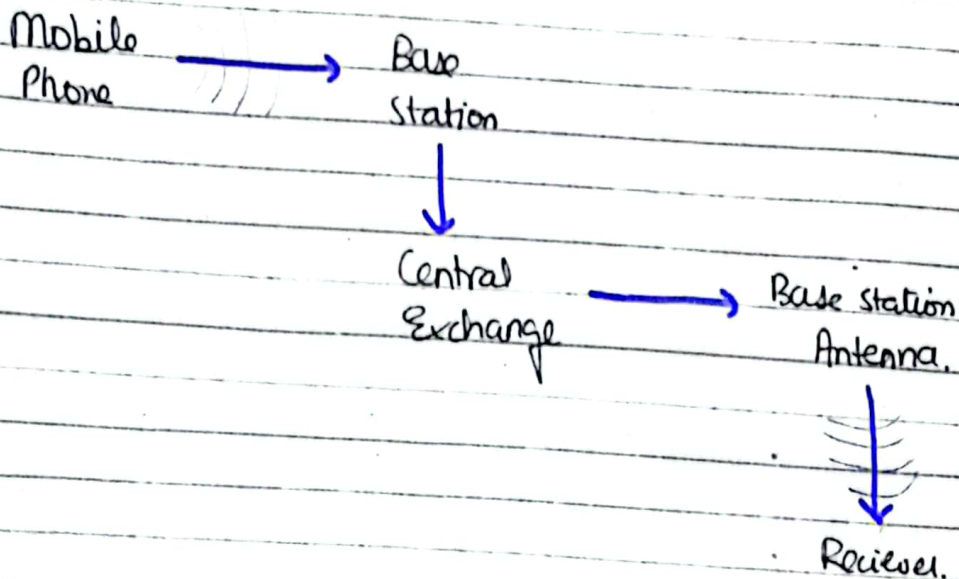 Mobile
Phone
Base
Station
Central
Exchange
Base station
Antenna.
Reciever.